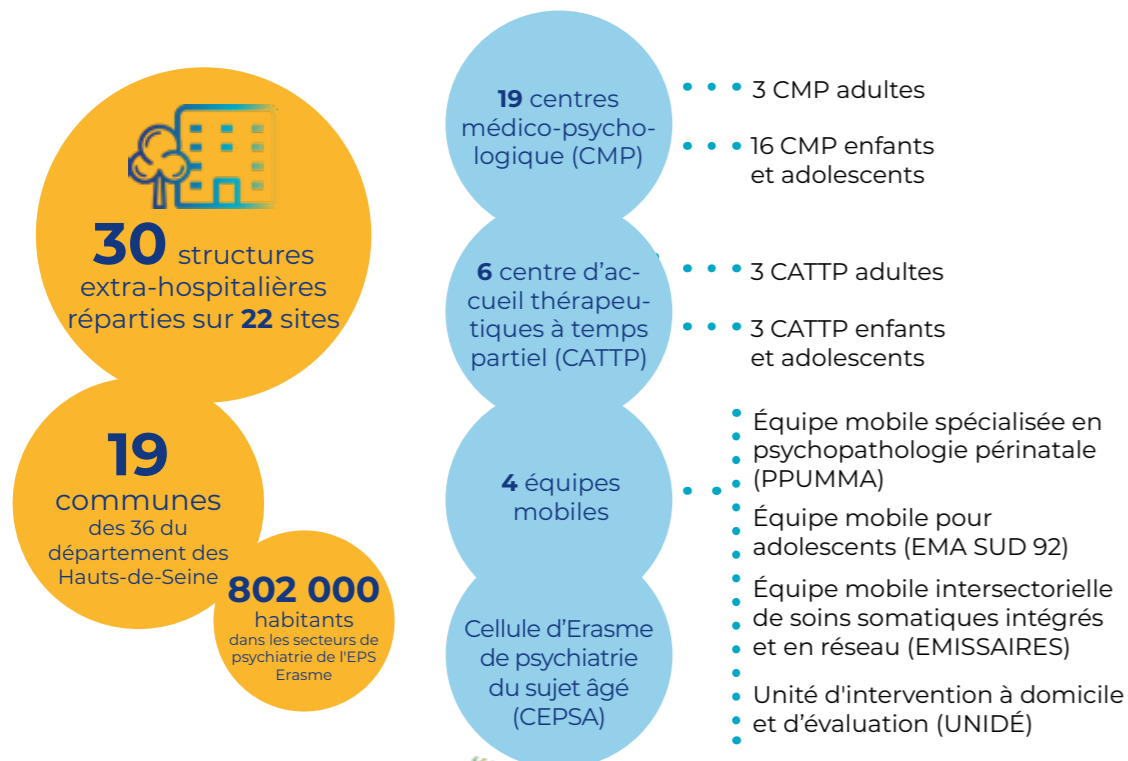 30 structures
extra-hospitalières
réparties sur 22 sites
19
communes
des 36 du
département des
Hauts-de-Seine
802 000
habitants
dans les secteurs de
psychiatrie de l'EPS
Erasme
19 centres
médico-psycho-
logique (CMP)
3 CMP adultes
16 CMP enfants
et adolescents
6 centre d’ac-
cueil thérapeu-
tiques à temps
partiel (CATTP)
3 CATTP adultes
3 CATTP enfants
et adolescents
4 équipes
mobiles
Équipe mobile spécialisée en
psychopathologie périnatale
(PPUMMA)
Équipe mobile pour
adolescents (EMA SUD 92)
Équipe mobile intersectorielle
de soins somatiques intégrés
et en réseau (EMISSAIRES)
Unité d'intervention à domicile
et d’évaluation (UNIDÉ)
Cellule d’Erasme
de psychiatrie
du sujet âgé
(CEPSA)